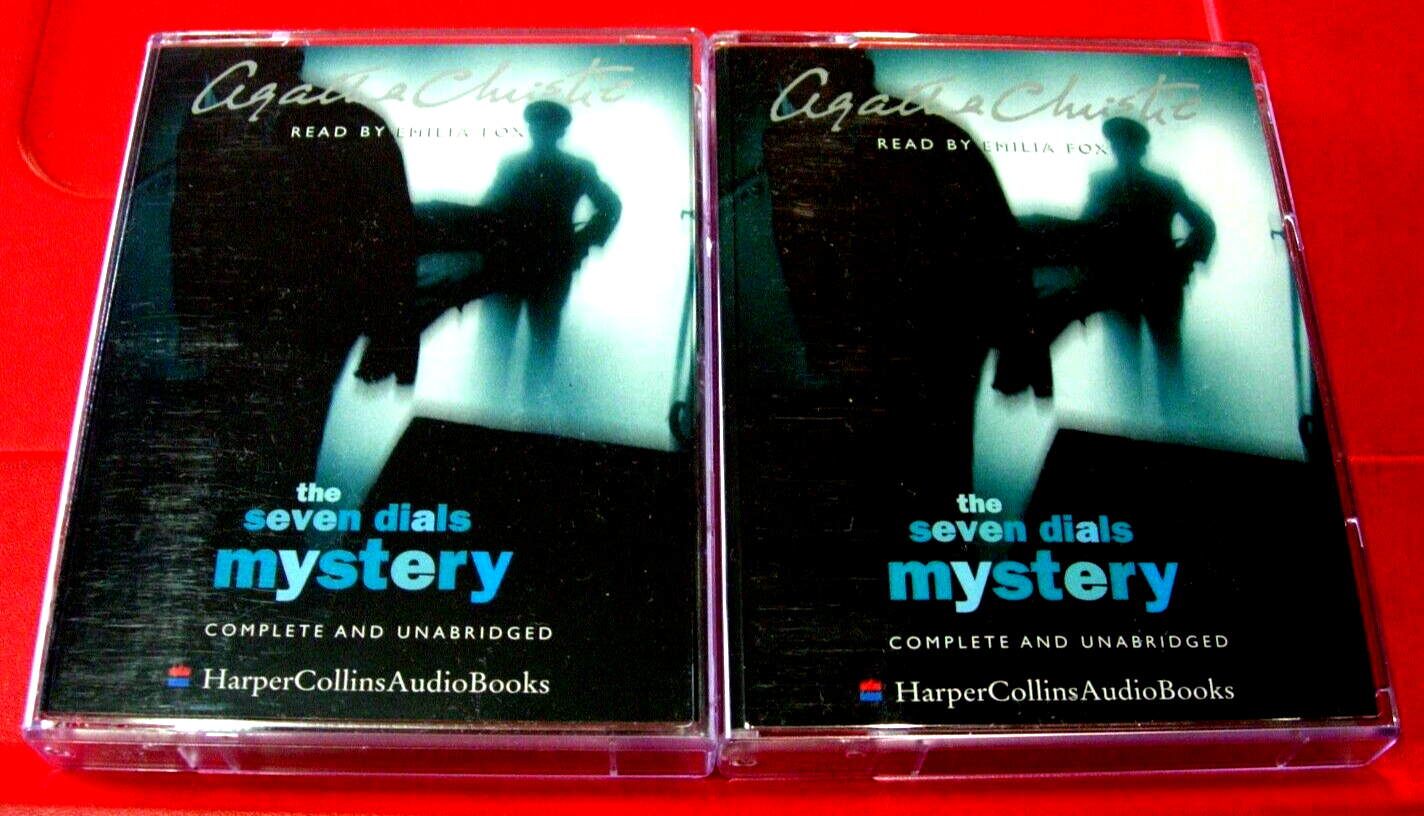 Agatha Christie
READ BY EMILIA FOX
the
seven dials
mystery
COMPLETE AND UNABRIDGED
HarperCollinsAudioBooks
Agatha Christie
READ BY EMILIA FOX
the
seven dials
mystery
COMPLETE AND UNABRIDGED
HarperCollinsAudioBooks